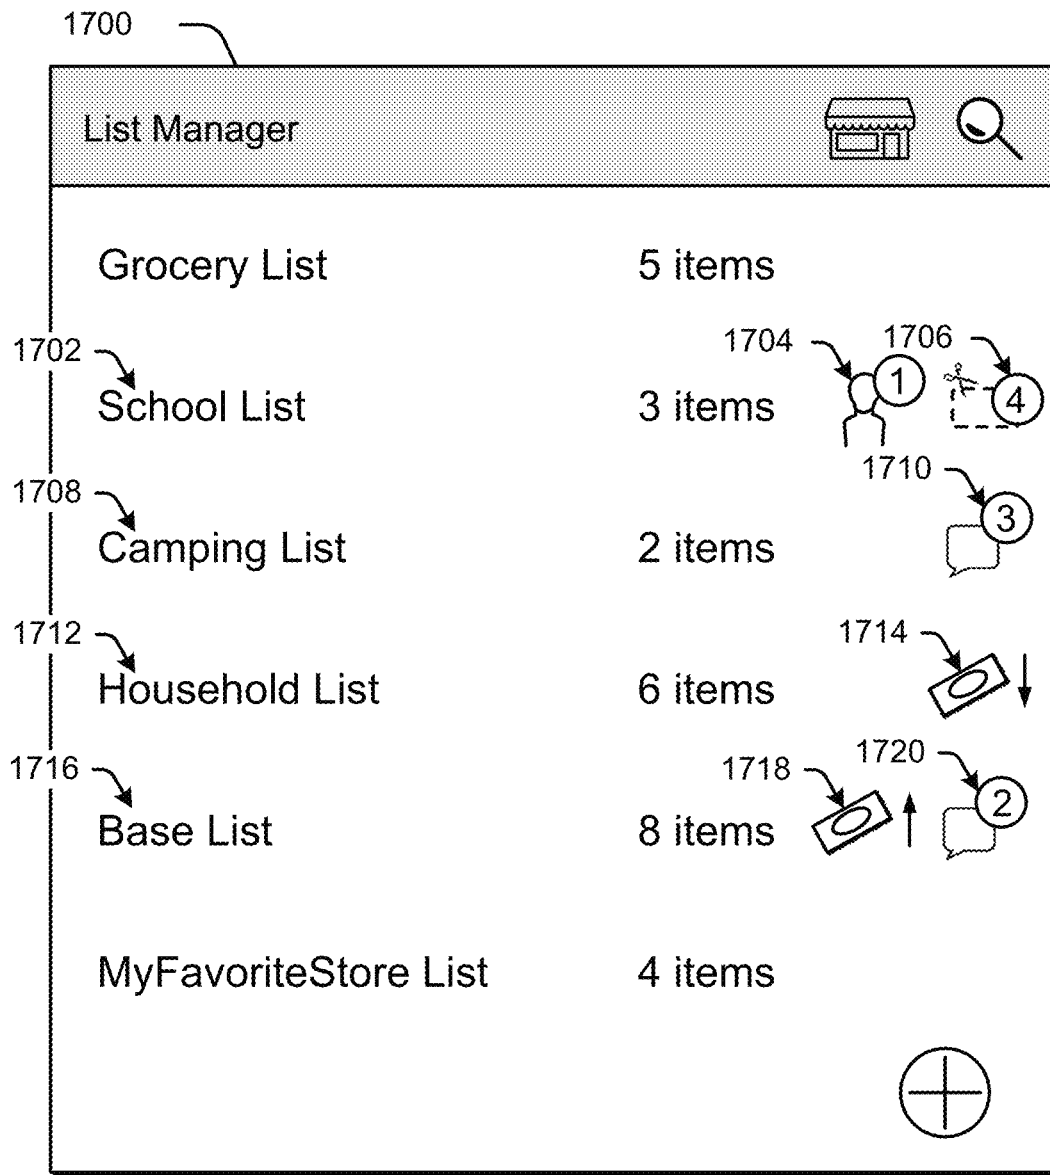 1700
List Manager
Grocery List 5 items
1702 1704 1706
School List 3 items 1 4
1708 1710
Camping List 2 items 3
1712 1714
Household List 6 items
1716 1718 1720
Base List 8 items 2
MyFavoriteStore List 4 items